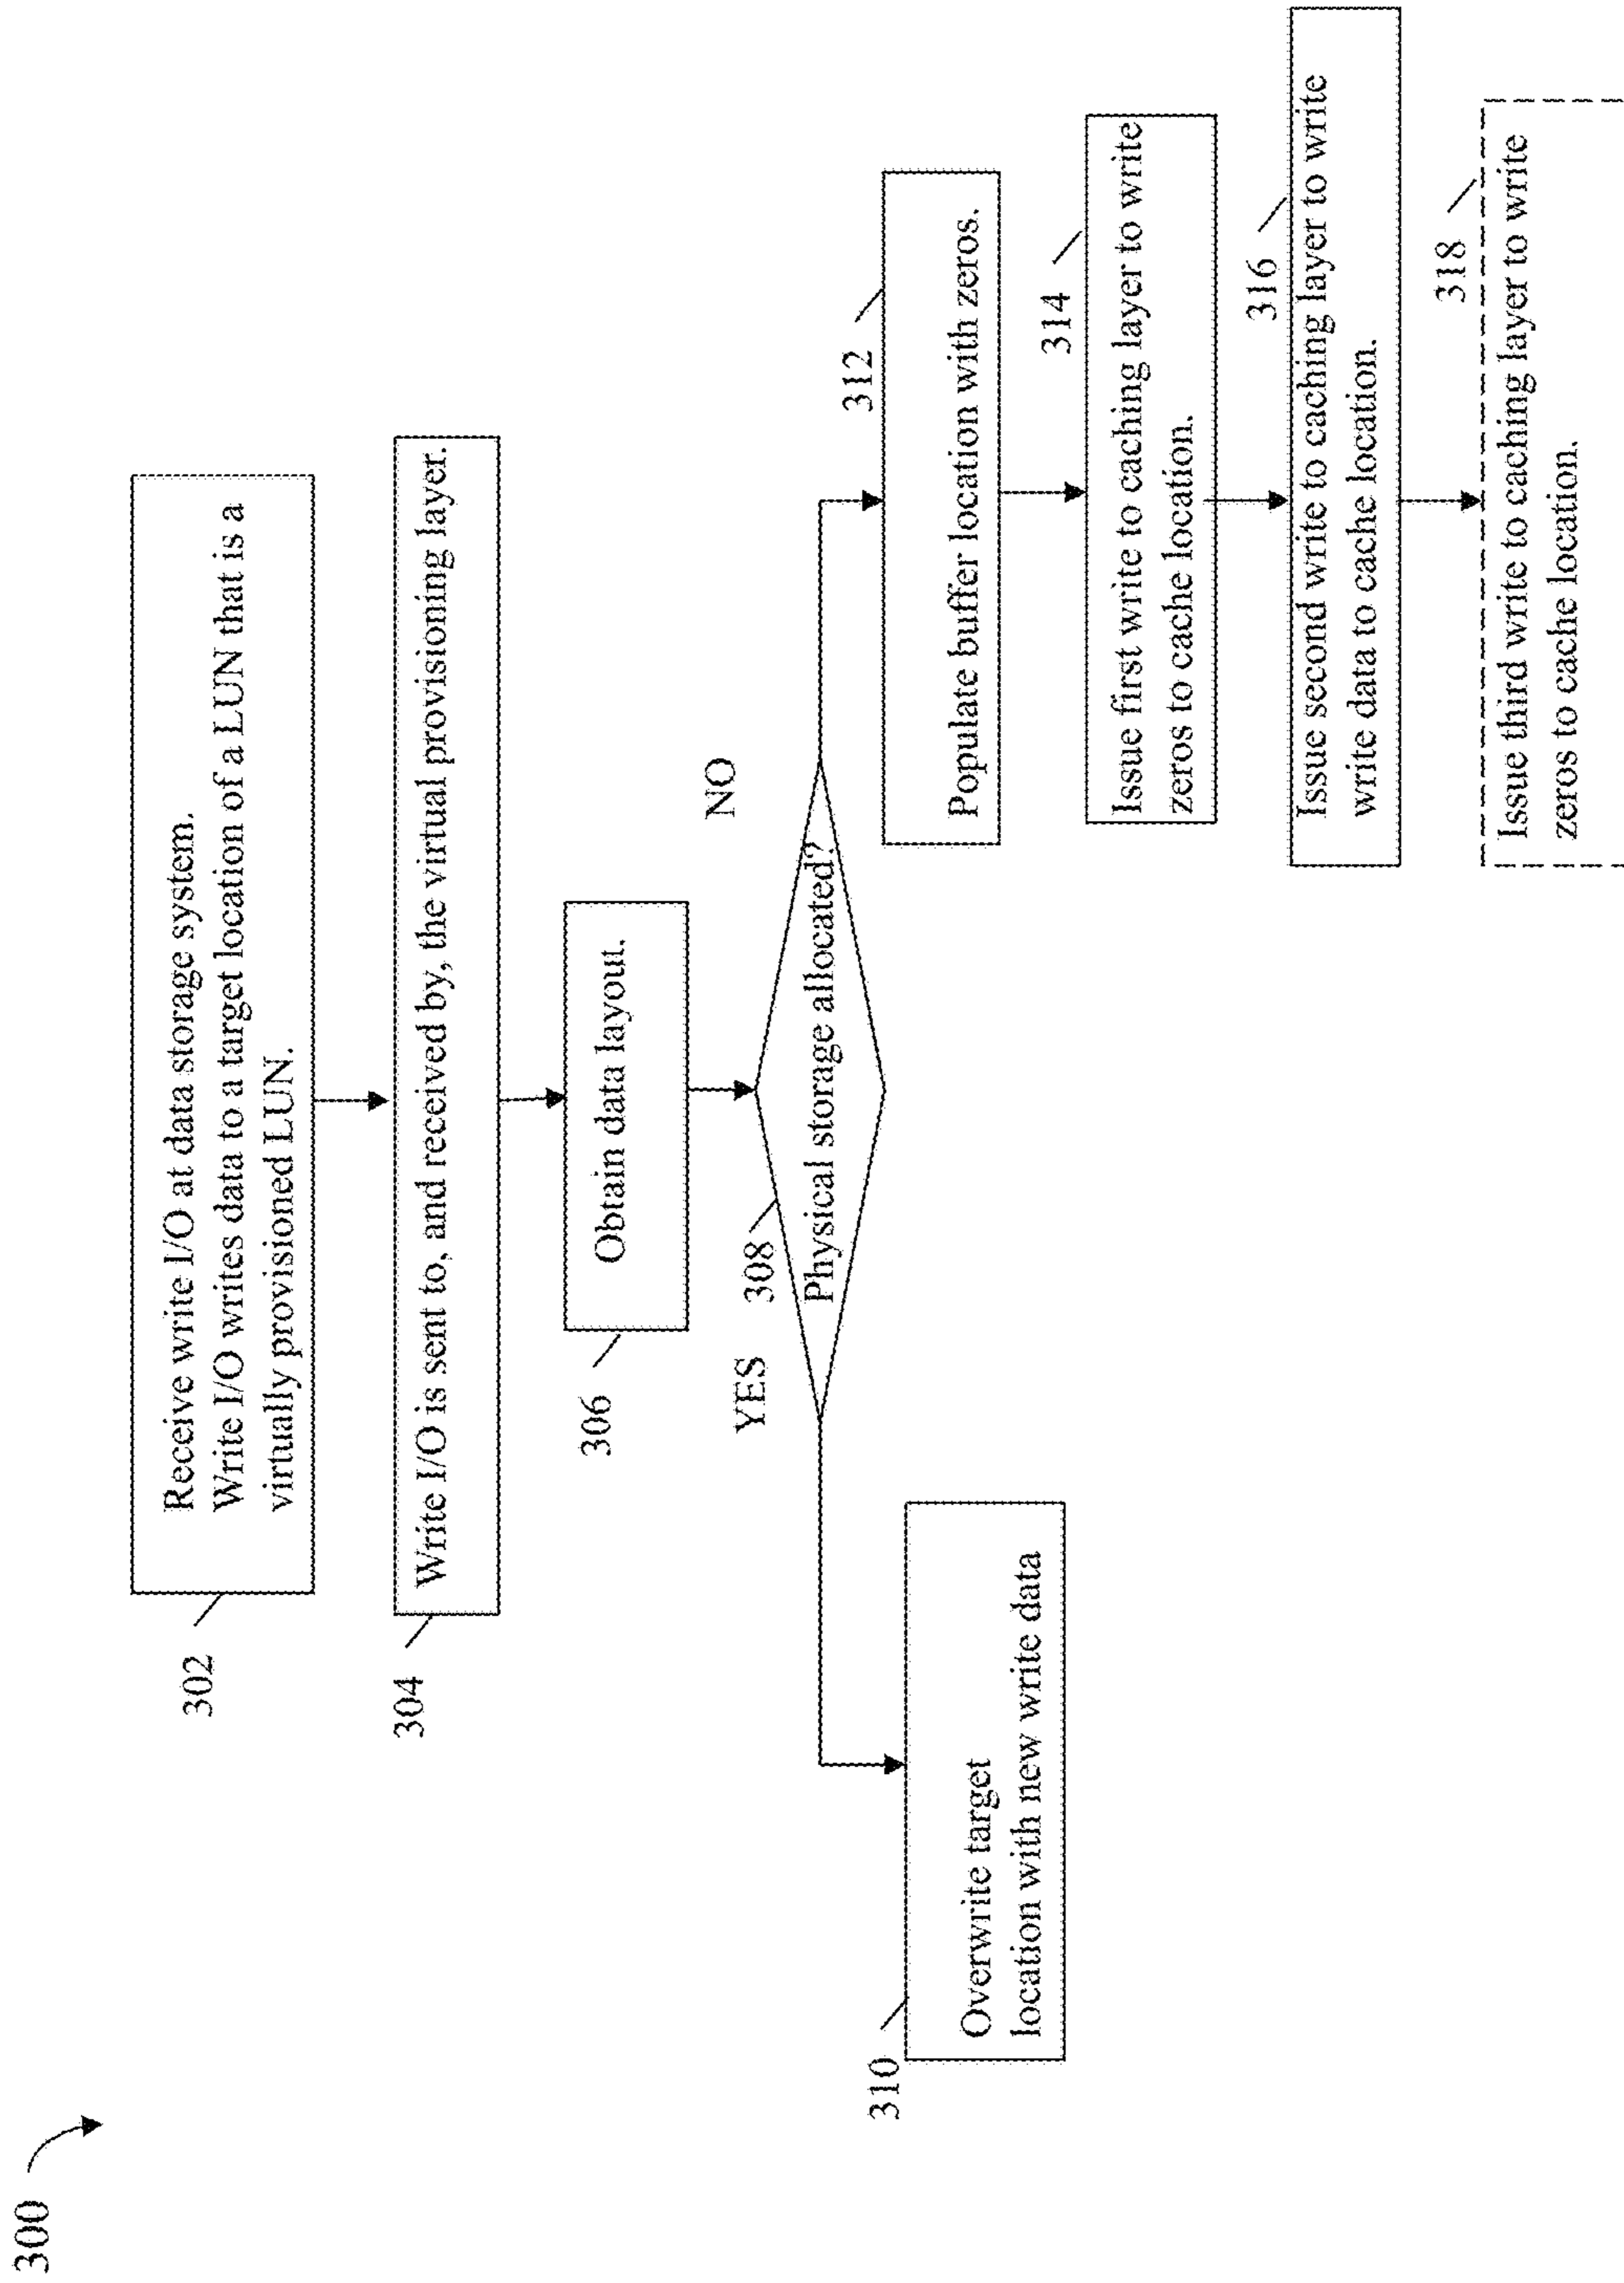 300
302
Receive write I/O at data storage system.
Write I/O writes data to a target location of a LUN that is a
virtually provisioned LUN.
304
Write I/O is sent to, and received by, the virtual provisioning layer.
306
Obtain data layout.
308
Physical storage allocated?
YES
NO
310
Overwrite target
location with new write data
312
Populate buffer location with zeros.
314
Issue first write to caching layer to write
zeros to cache location.
316
Issue second write to caching layer to write
write data to cache location.
318
Issue third write to caching layer to write
zeros to cache location.